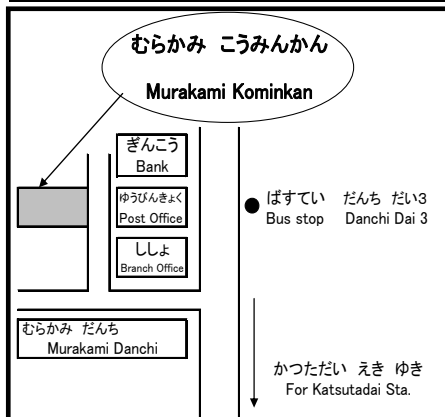 むらかみ こうみんかん
Murakami Kominkan
ぎんこう
Bank
ゆうびんきょく
Post Office
ししょ
Branch Office
ばすてい だんち だい3
Bus stop Danchi Dai 3
むらかみ だんち
Murakami Danchi
かつただい えき ゆき
For Katsutadai Sta.